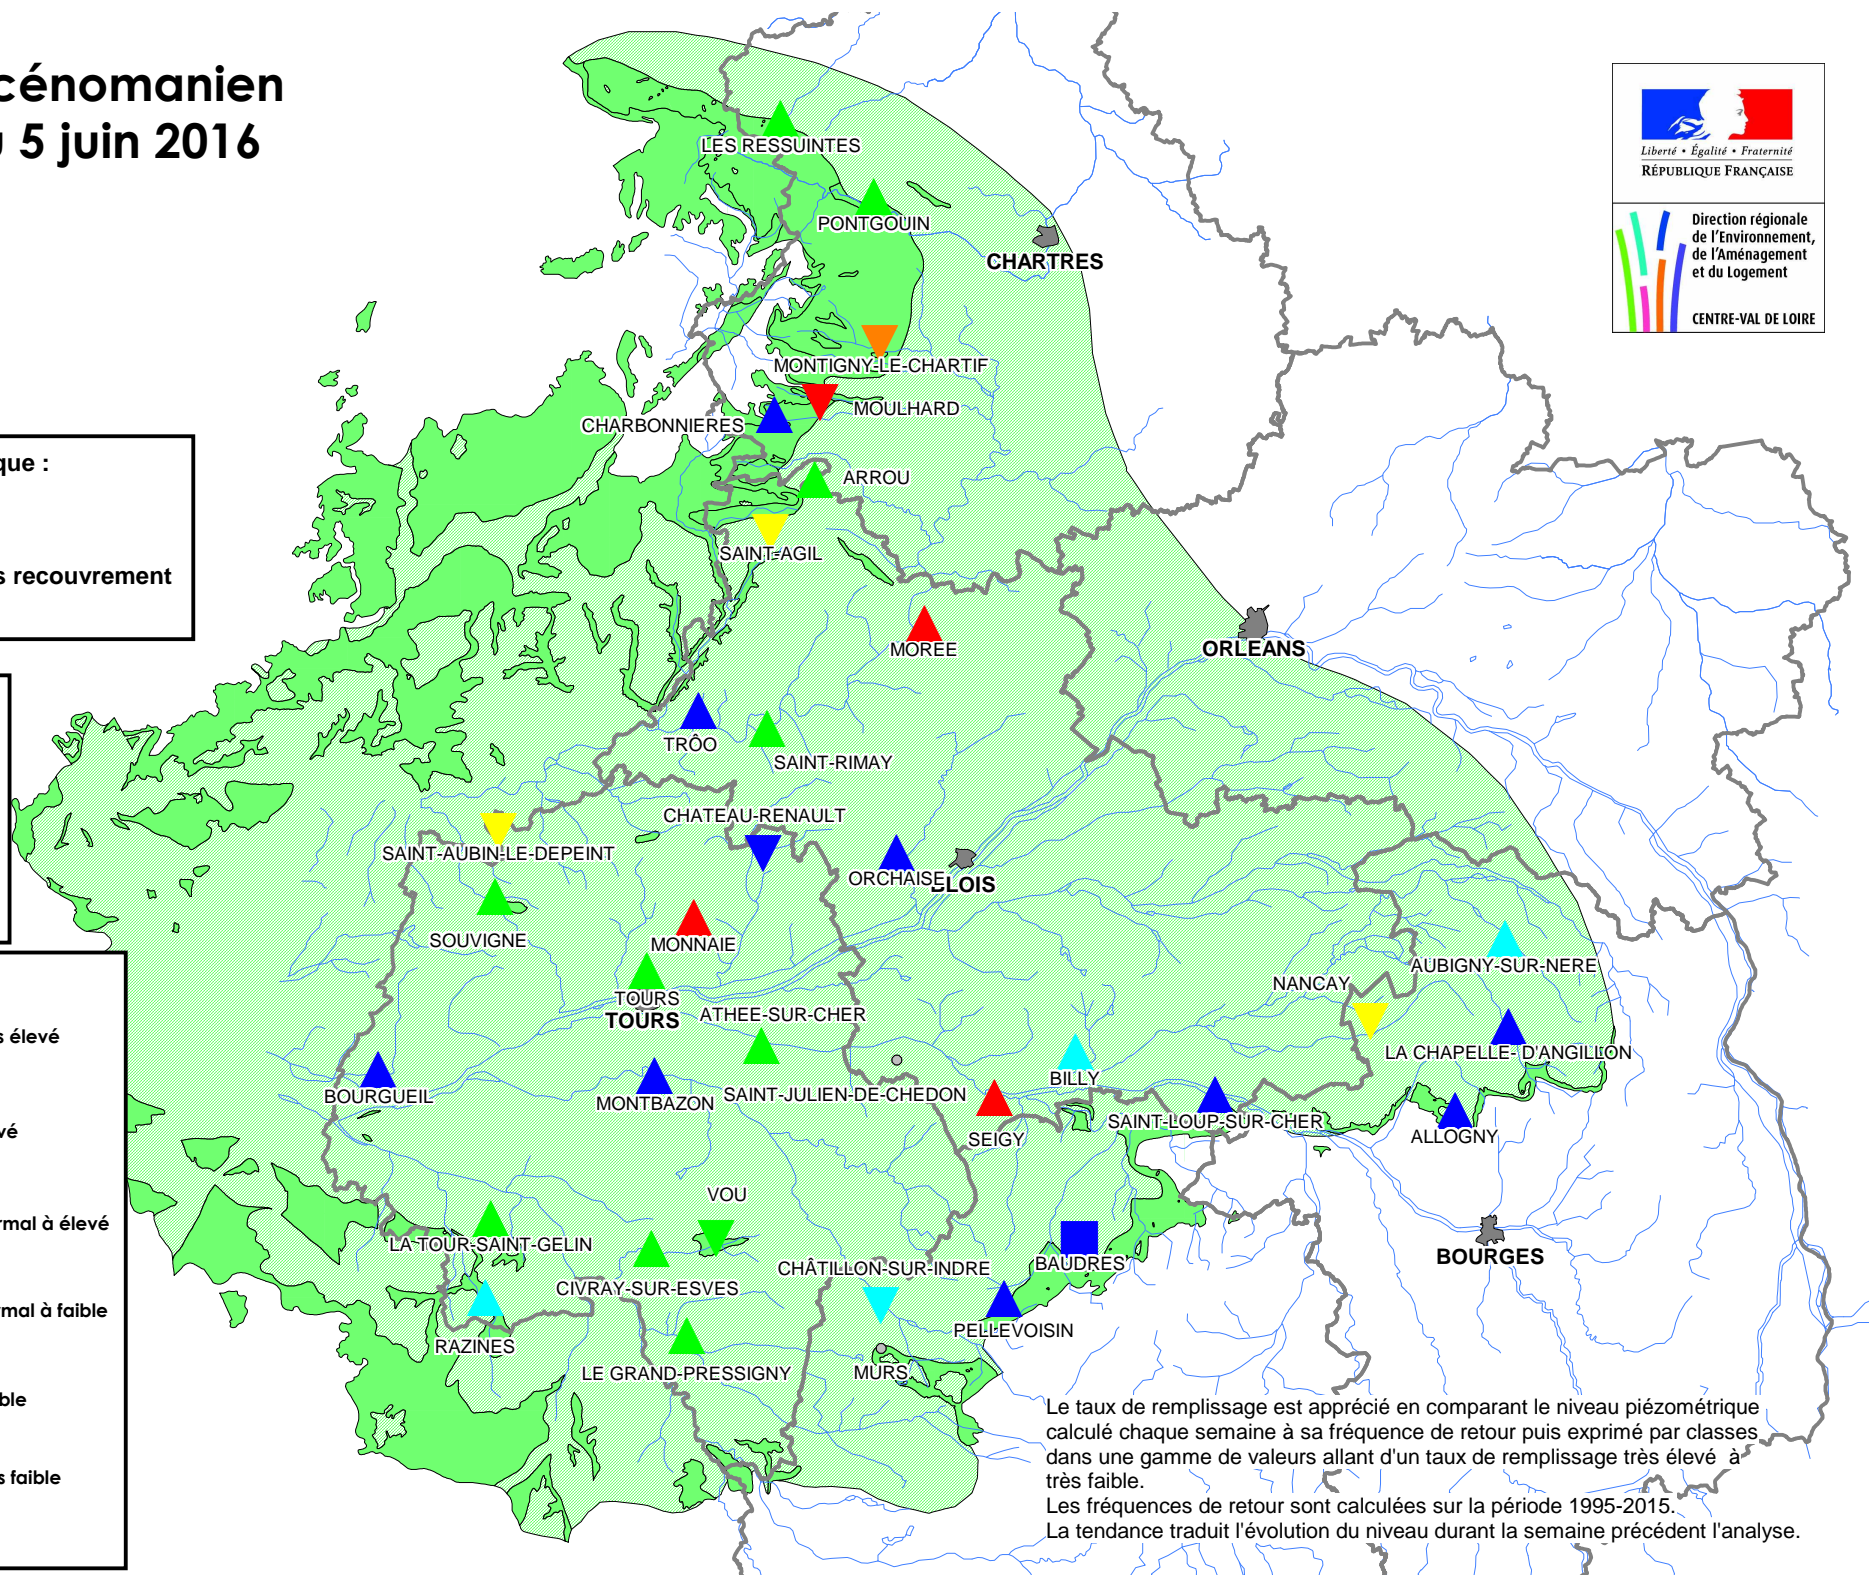 cénomanien
5 juin 2016
Liberté • Égalité • Fraternité
RÉPUBLIQUE FRANÇAISE
Direction régionale
de l'Environnement,
de l'Aménagement
et du Logement
CENTRE-VAL DE LOIRE
LES RESSUINTES
PONTGOUIN
CHARTRES
MONTIGNY-LE-CHARTIF
MOULHARD
CHARBONNIERES
que :
ARROU
SAINT-AGIL
s recouvrement
MOREE
ORLEANS
TRÔO
SAINT-RIMAY
CHATEAU-RENAULT
SAINT-AUBIN-LE-DEPEINT
ORCHAISE
BLOIS
SOUVIGNE
MONNAIE
AUBIGNY-SUR-NERE
NANCAY
TOURS
TOURS
ATHEE-SUR-CHER
s élevé
LA CHAPELLE- D'ANGILLON
BILLY
BOURGUEIL
MONTBAZON
SAINT-JULIEN-DE-CHEDON
SAINT-LOUP-SUR-CHER
SEIGY
ALLOGNY
vé
VOU
rmal à élevé
LA TOUR-SAINT-GELIN
BOURGES
CHÂTILLON-SUR-INDRE
BAUDRES
CIVRAY-SUR-ESVES
rmal à faible
PELLEVOISIN
RAZINES
LE GRAND-PRESSIGNY
MURS
ble
s faible
Le taux de remplissage est apprécié en comparant le niveau piézométrique
calculé chaque semaine à sa fréquence de retour puis exprimé par classes
dans une gamme de valeurs allant d'un taux de remplissage très élevé à
très faible.
Les fréquences de retour sont calculées sur la période 1995-2015.
La tendance traduit l'évolution du niveau durant la semaine précédent l'analyse.